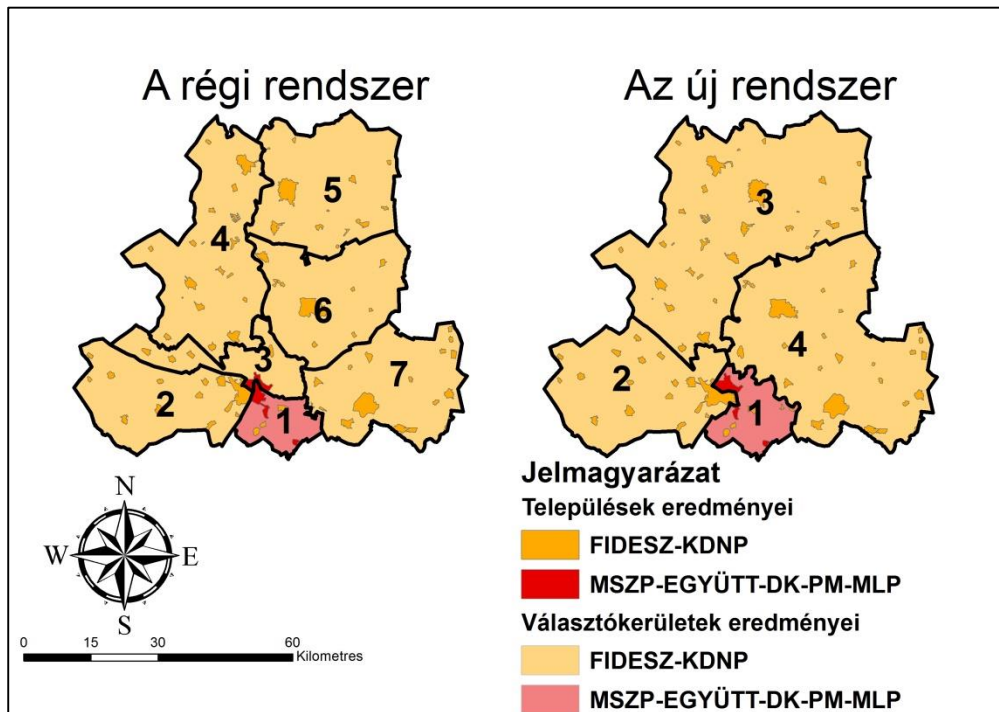 A régi rendszer
Az új rendszer
5
4
6
3
7
2
1
3
4
2
1
N
W
E
S
0 15 30 60
Kilometres
Jelmagyarázat
Települések eredményei
FIDESZ-KDNP
MSZP-EGYÜTT-DK-PM-MLP
Választókerületek eredményei
FIDESZ-KDNP
MSZP-EGYÜTT-DK-PM-MLP